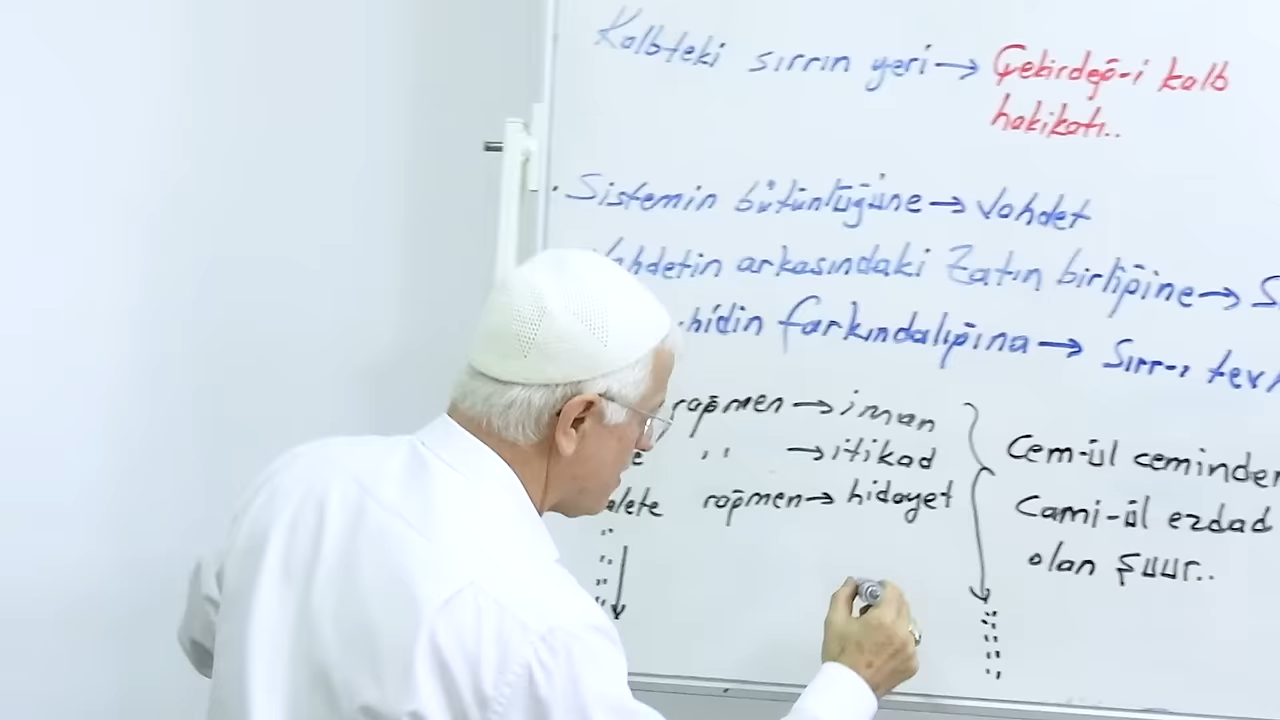 Kalbteki sırrın yeri → Çekirdeğ-i kalb
hakikatı..
. Sistemin bütünlüğüne → Vahdet
Vahdetin arkasındaki Zatın birliğine → S
hidin farkındalığına → Sırr-ı tev
rağmen → iman
e " → itikad
alete rağmen → hidayet
Cem-ül ceminden
Cami-ül ezdad
olan şuur..